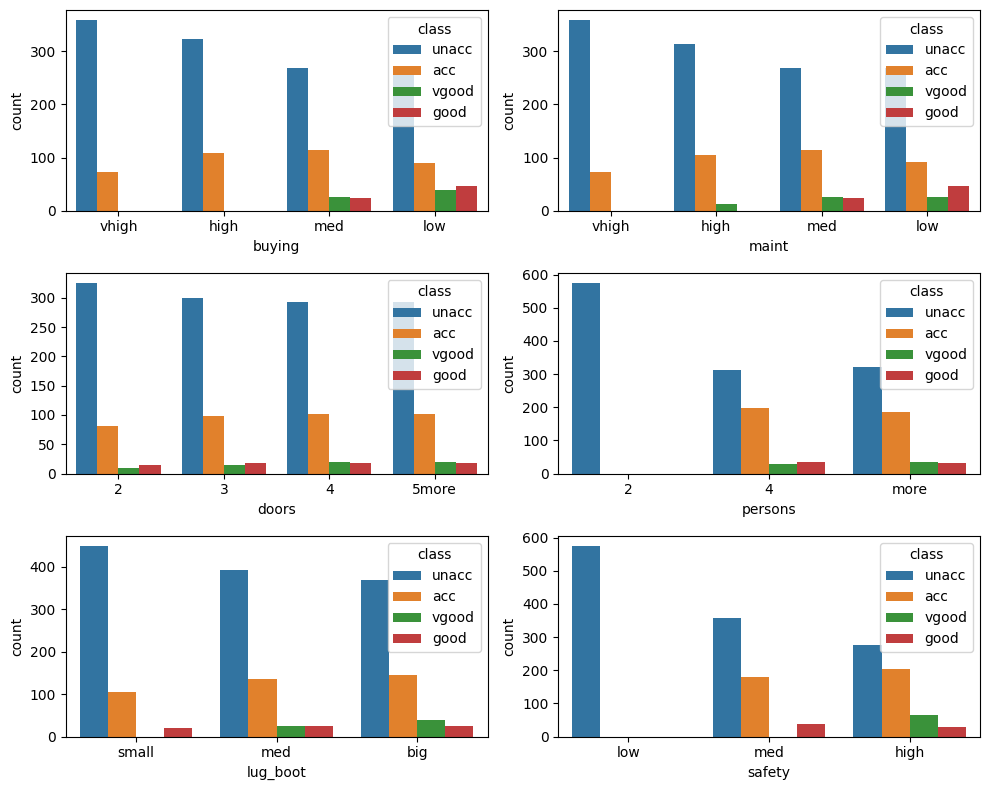 class
unacc
acc
vgood
good
300
200
100
0
count
vhigh high med low
buying
class
unacc
acc
vgood
good
300
200
100
0
count
vhigh high med low
maint
class
unacc
acc
vgood
good
300
250
200
150
100
50
0
count
2 3 4 5more
doors
class
unacc
acc
vgood
good
600
500
400
300
200
100
0
count
2 4 more
persons
class
unacc
acc
vgood
good
400
300
200
100
0
count
small med big
lug_boot
class
unacc
acc
vgood
good
600
500
400
300
200
100
0
count
low med high
safety